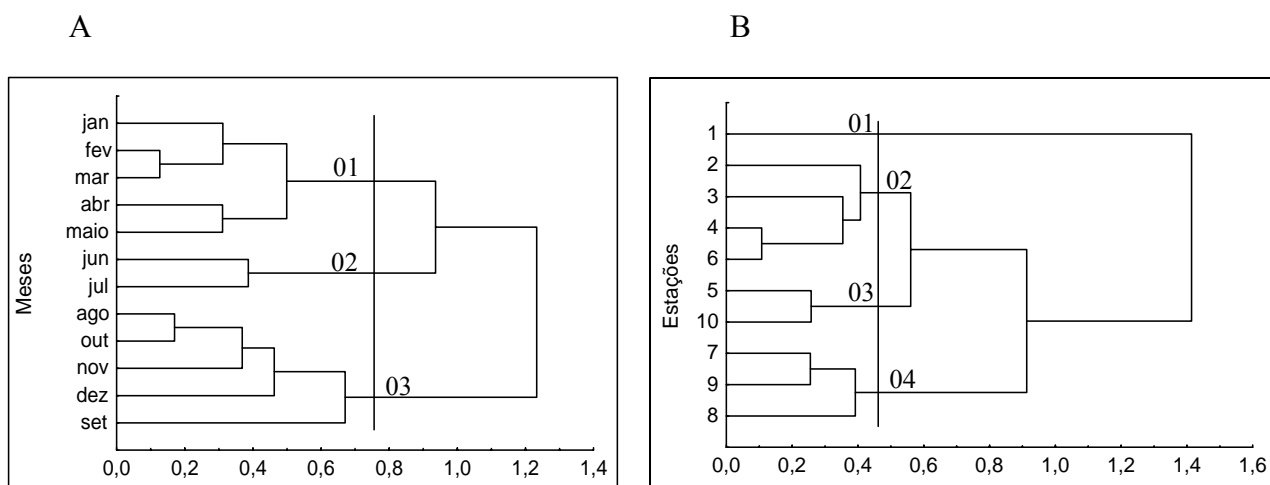 A
B
Meses
jan
fev
mar
abr
maio
jun
jul
ago
out
nov
dez
set
01
02
03
0,0 0,2 0,4 0,6 0,8 1,0 1,2 1,4
Estações
1
2
3
4
6
5
10
7
9
8
01
02
03
04
0,0 0,2 0,4 0,6 0,8 1,0 1,2 1,4 1,6